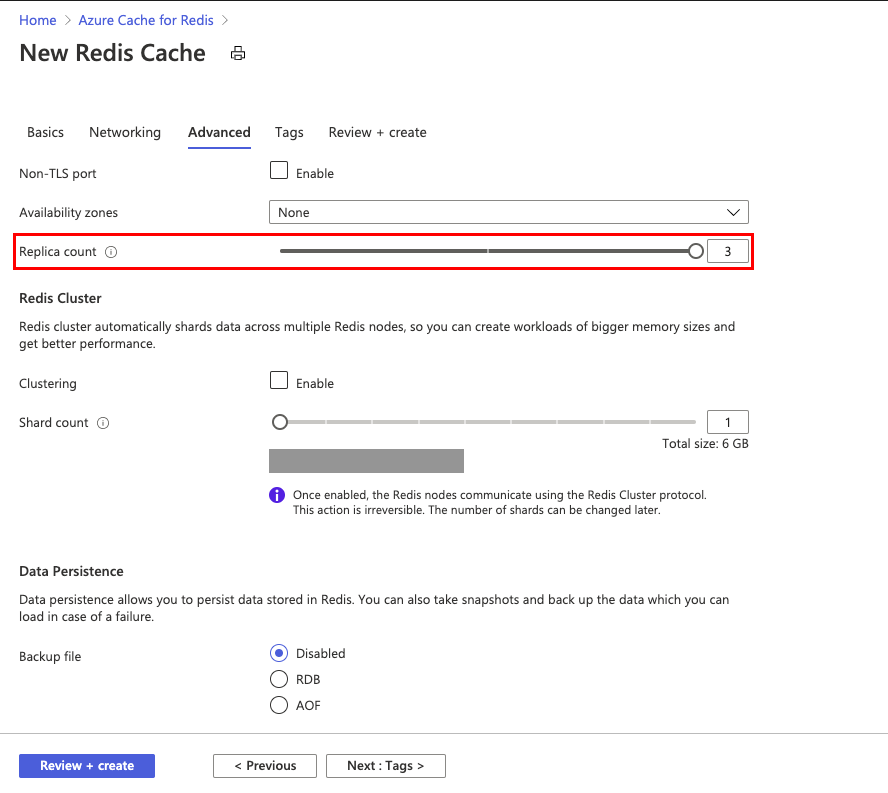 Home > Azure Cache for Redis >
New Redis Cache
Basics Networking Advanced Tags Review + create
Non-TLS port Enable
Availability zones None
Replica count 3
Redis Cluster
Redis cluster automatically shards data across multiple Redis nodes, so you can create workloads of bigger memory sizes and
get better performance.
Clustering Enable
Shard count 1
Total size: 6 GB
Once enabled, the Redis nodes communicate using the Redis Cluster protocol.
This action is irreversible. The number of shards can be changed later.
Data Persistence
Data persistence allows you to persist data stored in Redis. You can also take snapshots and back up the data which you can
load in case of a failure.
Backup file Disabled
RDB
AOF
Review + create < Previous Next : Tags >